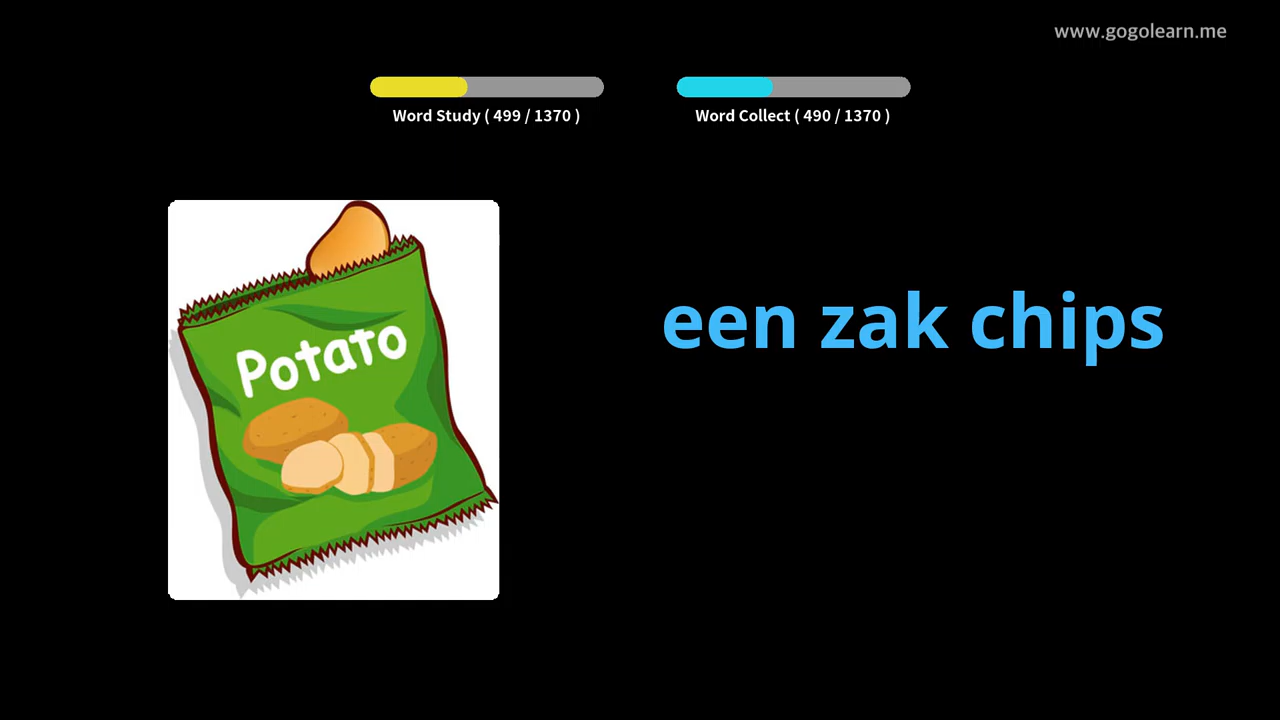 www.gogolearn.me
Word Study ( 499 / 1370 )
Word Collect ( 490 / 1370 )
Potato
een zak chips